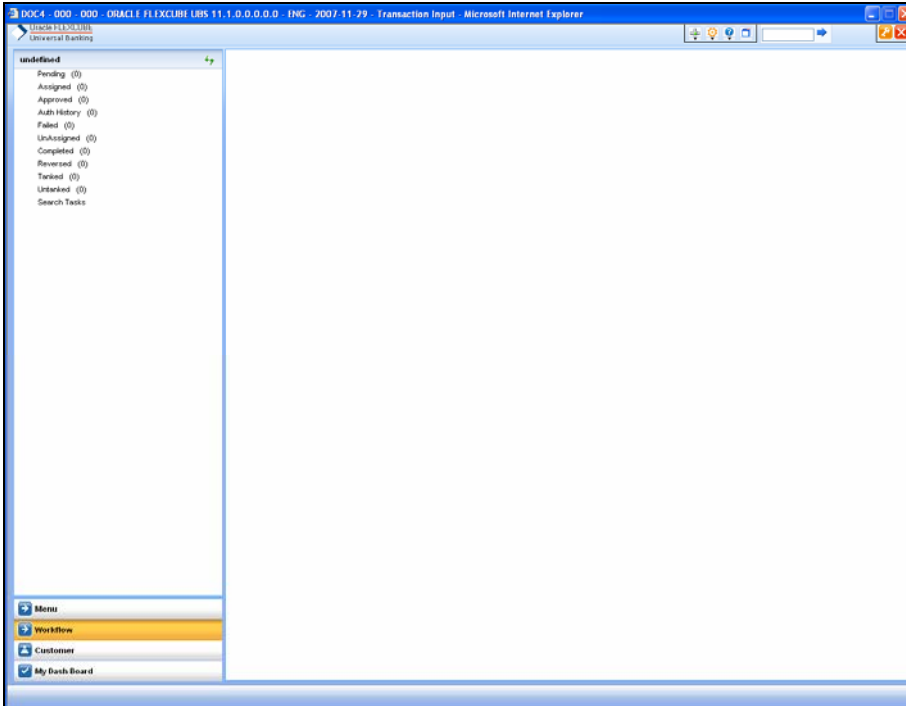 DOC4 - 000 - 000 - ORACLE FLEXCUBE UBS 11.1.0.0.0.0.0 - ENG - 2007-11-29 - Transaction Input - Microsoft Internet Explorer
Oracle FLEXCUBE
Universal Banking
undefined
Pending (0)
Assigned (0)
Approved (0)
Auth History (0)
Failed (0)
UnAssigned (0)
Completed (0)
Reversed (0)
Tanked (0)
Untanked (0)
Search Tasks
Menu
Workflow
Customer
My Dash Board